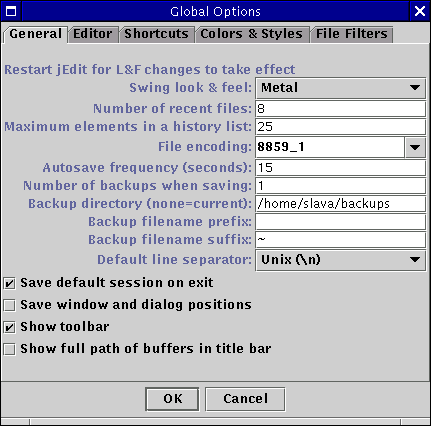 Global Options
General Editor Shortcuts Colors & Styles File Filters
Restart jEdit for L&F changes to take effect
Swing look & feel: Metal
Number of recent files: 8
Maximum elements in a history list: 25
File encoding: 8859_1
Autosave frequency (seconds): 15
Number of backups when saving: 1
Backup directory (none=current): /home/slava/backups
Backup filename prefix:
Backup filename suffix: ~
Default line separator: Unix (\n)
Save default session on exit
Save window and dialog positions
Show toolbar
Show full path of buffers in title bar
OK Cancel